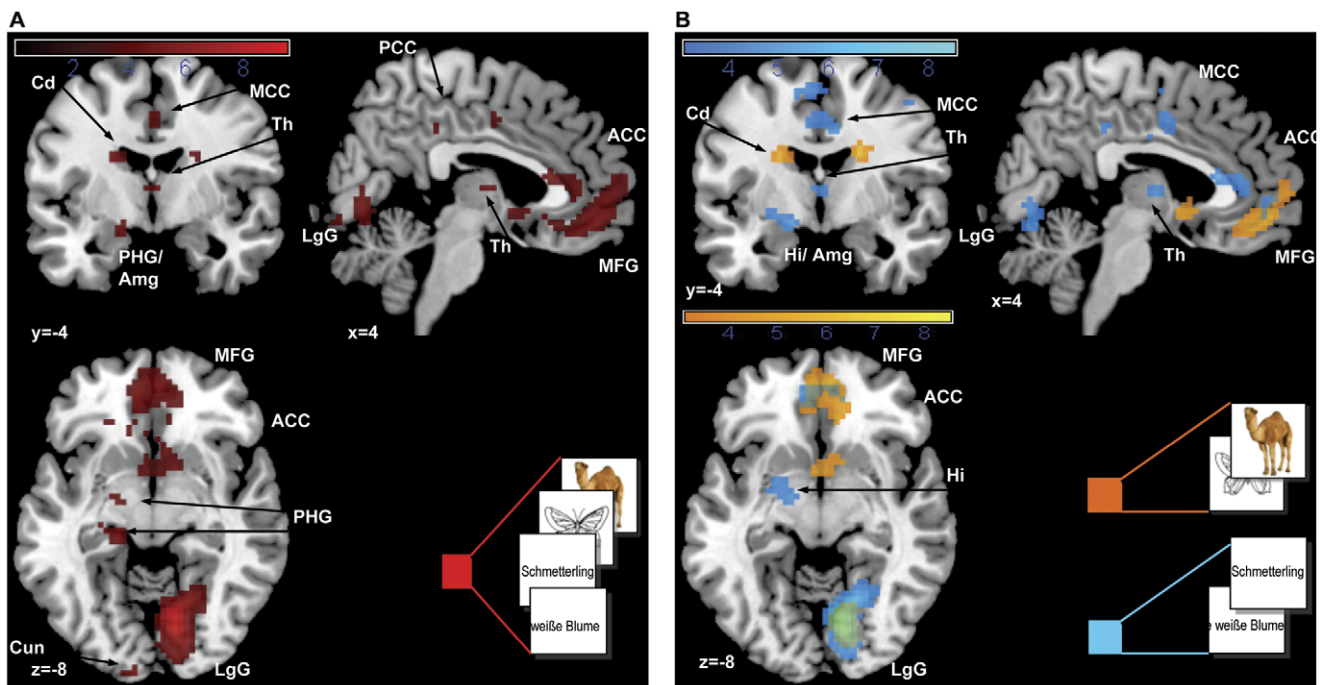 A
2 4 6 8
Cd
MCC
Th
PHG/
Amg
y=-4
PCC
ACC
LgG
Th
MFG
x=4
MFG
ACC
PHG
Cun
z=-8
LgG
Schmetterling
weiße Blume
B
4 5 6 7 8
Cd
MCC
Th
Hi/ Amg
y=-4
MCC
ACC
LgG
Th
MFG
x=4
4 5 6 7 8
MFG
ACC
Hi
z=-8
LgG
Schmetterling
e weiße Blume